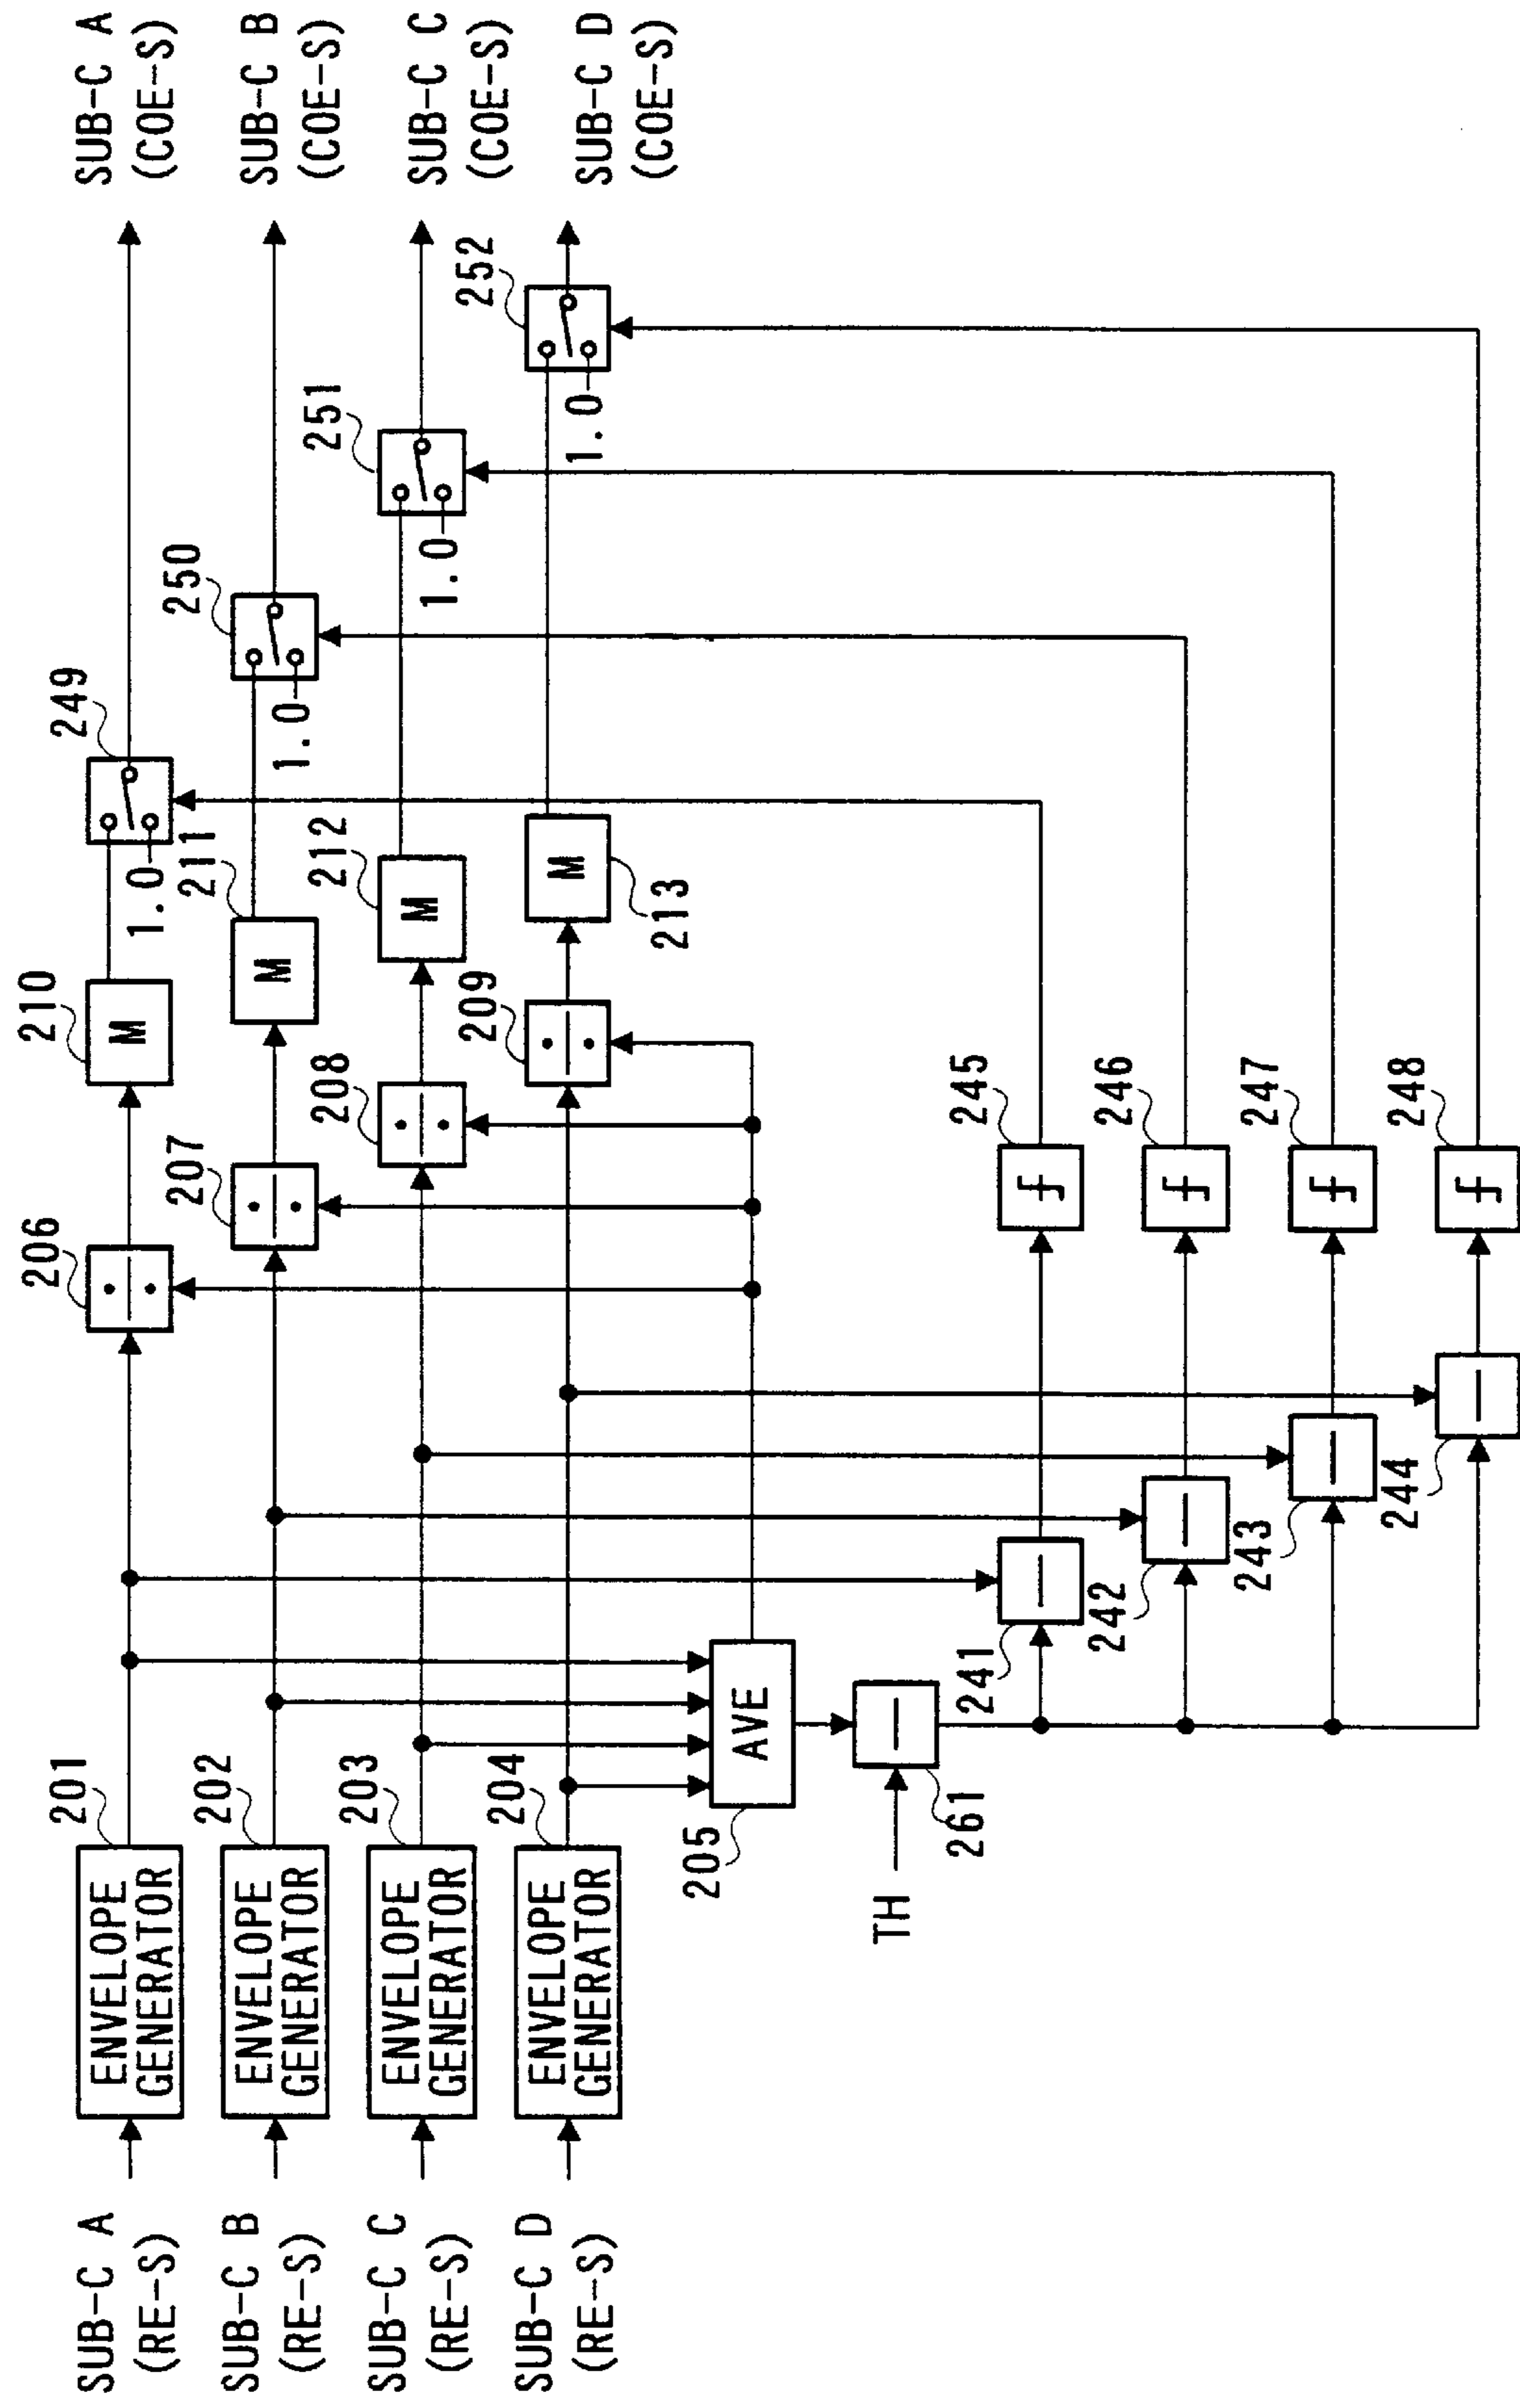 SUB-C A
(RE-S)
SUB-C B
(RE-S)
SUB-C C
(RE-S)
SUB-C D
(RE-S)
ENVELOPE
GENERATOR
201
ENVELOPE
GENERATOR
202
ENVELOPE
GENERATOR
203
ENVELOPE
GENERATOR
204
AVE
205
TH
261
241
242
243
244
206
207
208
209
245
246
247
248
M
210
M
211
M
212
M
213
1.0
249
1.0
250
1.0
251
1.0
252
SUB-C A
(COE-S)
SUB-C B
(COE-S)
SUB-C C
(COE-S)
SUB-C D
(COE-S)